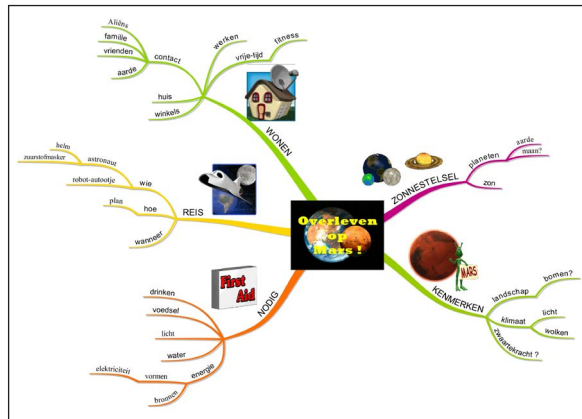 Aliëns
familie
vrienden
aarde
contact
werken
vrije-tijd
fitness
huis
winkels
WONEN
helm
zuurstofmasker
astronaut
robot-autootje
wie
plan
hoe
wanneer
REIS
Overleven
op
Mars !
ZONNESTELSEL
planeten
aarde
maan?
zon
First
Aid
drinken
voedsel
licht
water
energie
elektriciteit
vormen
bronnen
NODIG
MARS
KENMERKEN
landschap
bomen?
klimaat
licht
wolken
zwaartekracht ?